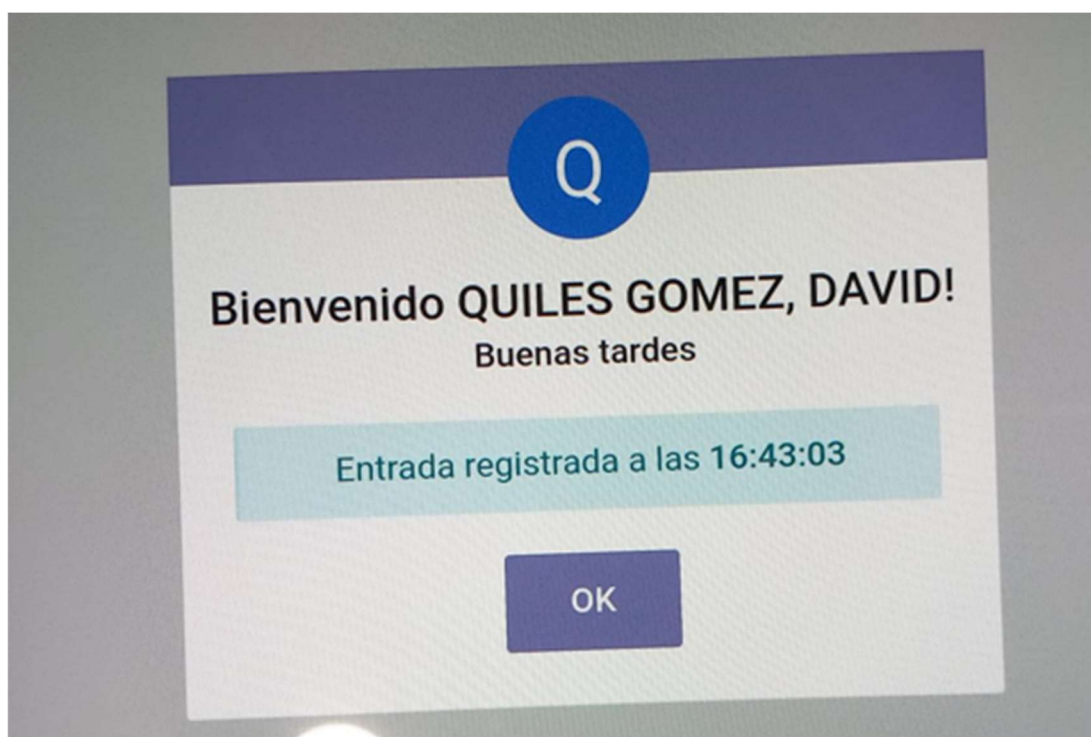 Q
Bienvenido QUILES GOMEZ, DAVID!
Buenas tardes
Entrada registrada a las 16:43:03
OK